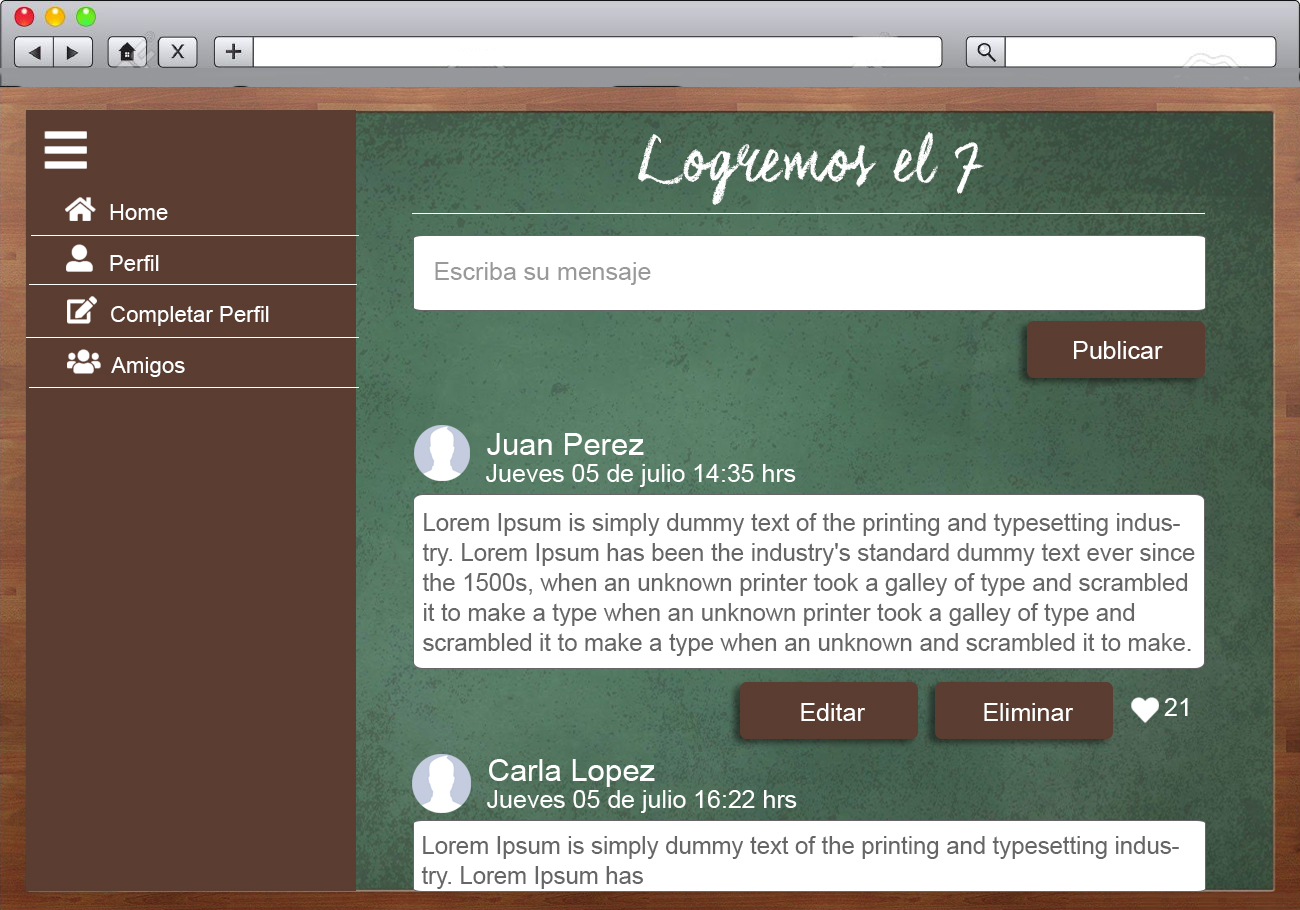 X
Logremos el 7
Home
Perfil
Completar Perfil
Amigos
Escriba su mensaje
Publicar
Juan Perez
Jueves 05 de julio 14:35 hrs
Lorem Ipsum is simply dummy text of the printing and typesetting indus-
try. Lorem Ipsum has been the industry's standard dummy text ever since
the 1500s, when an unknown printer took a galley of type and scrambled
it to make a type when an unknown printer took a galley of type and
scrambled it to make a type when an unknown and scrambled it to make.
Editar
Eliminar
21
Carla Lopez
Jueves 05 de julio 16:22 hrs
Lorem Ipsum is simply dummy text of the printing and typesetting indus-
try. Lorem Ipsum has